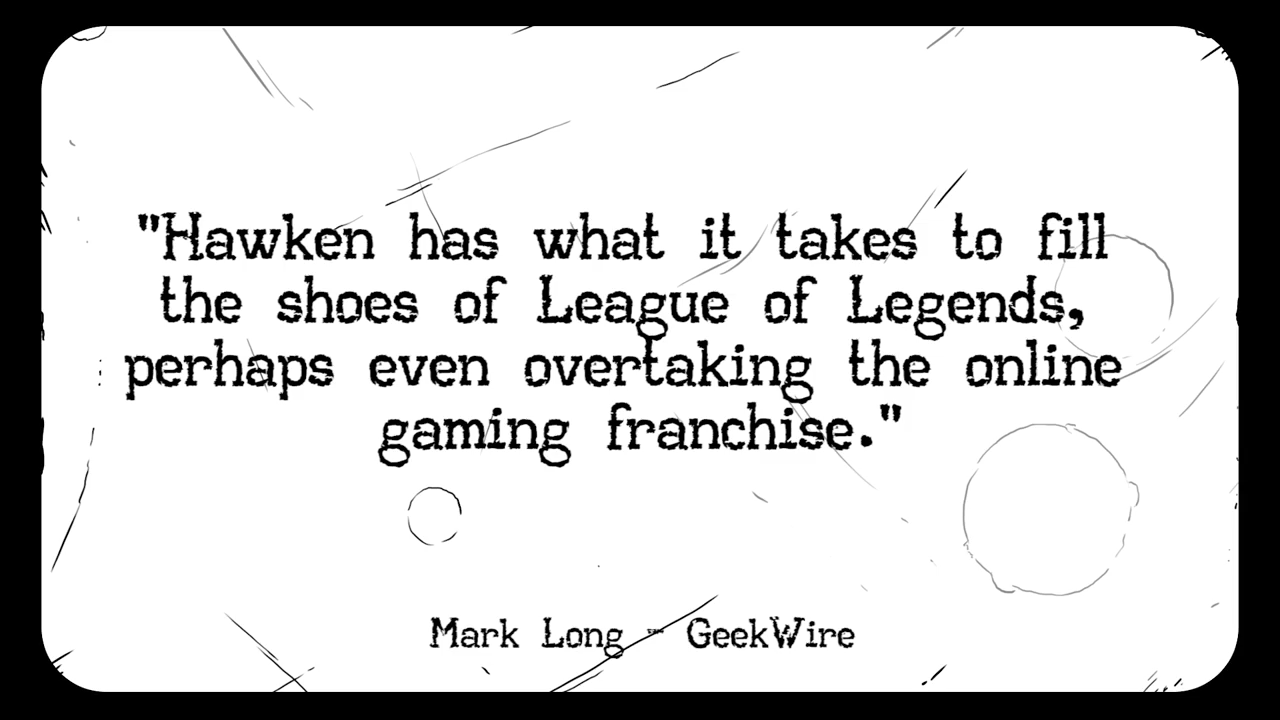 "Hawken has what it takes to fill
the shoes of League of Legends,
perhaps even overtaking the online
gaming franchise."
Mark Long - GeekWire